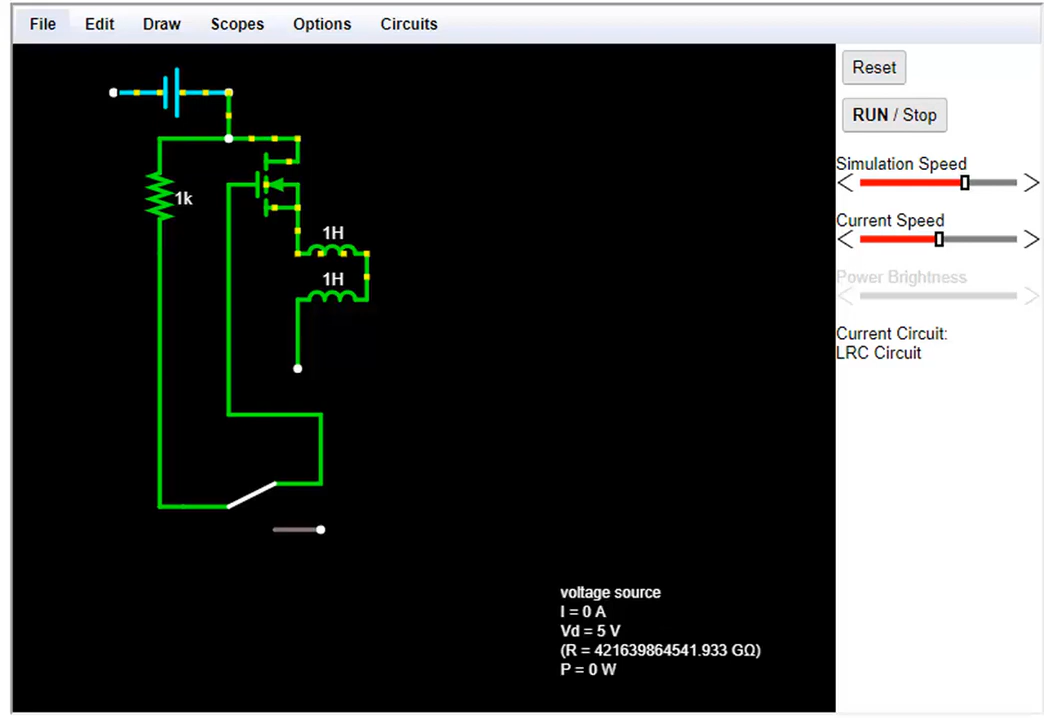 File Edit Draw Scopes Options Circuits
Reset
RUN / Stop
Simulation Speed
Current Speed
Power Brightness
Current Circuit:
LRC Circuit
1k
1H
1H
voltage source
I = 0 A
Vd = 5 V
(R = 421639864541.933 GΩ)
P = 0 W